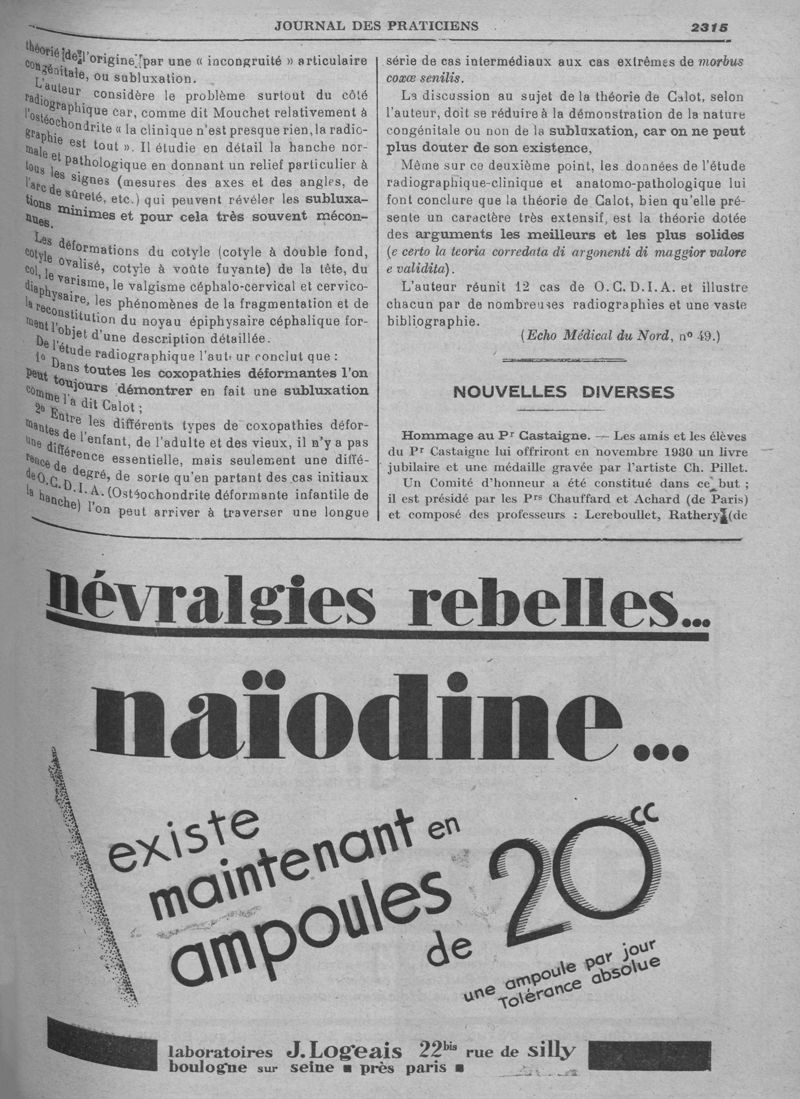 JOURNAL DES PRATICIENS
2315
théorie de l'origine par une « incongruité » articulaire
congénitale, ou subluxation.
L'auteur considère le problème surtout du côté
radiographique car, comme dit Mouchet relativement à
l'ostéochondrite « la clinique n'est presque rien, la radio-
graphie est tout ». Il étudie en détail la hanche nor-
male et pathologique en donnant un relief particulier à
tous les signes (mesures des axes et des angles, de
l'arc de sûreté, etc.) qui peuvent révéler les subluxa-
tions minimes et pour cela très souvent mécon-
nues.
Les déformations du cotyle (cotyle à double fond,
cotyle ovalisé, cotyle à voûte fuyante) de la tête, du
col, le varisme, le valgisme céphalo-cervical et cervico-
diaphysaire, les phénomènes de la fragmentation et de
la reconstitution du noyau épiphysaire céphalique for-
ment l'objet d'une description détaillée.
De l'étude radiographique l'auteur conclut que :
1o Dans toutes les coxopathies déformantes l'on
peut toujours démontrer en fait une subluxation
comme l'a dit Calot ;
2o Entre les différents types de coxopathies défor-
mantes de l'enfant, de l'adulte et des vieux, il n'y a pas
une différence essentielle, mais seulement une diffé-
rence de degré, de sorte qu'en partant des cas initiaux
de O.C.D.I.A. (Ostéochondrite déformante infantile de
la hanche) l'on peut arriver à traverser une longue
série de cas intermédiaux aux cas extrêmes de morbus
coxœ senilis.
La discussion au sujet de la théorie de Calot, selon
l'auteur, doit se réduire à la démonstration de la nature
congénitale ou non de la subluxation, car on ne peut
plus douter de son existence.
Même sur ce deuxième point, les données de l'étude
radiographique-clinique et anatomo-pathologique lui
font conclure que la théorie de Calot, bien qu'elle pré-
sente un caractère très extensif, est la théorie dotée
des arguments les meilleurs et les plus solides
(e certo la teoria corredata di argonenti di maggior valore
e validita).
L'auteur réunit 12 cas de O.C.D.I.A. et illustre
chacun par de nombreuses radiographies et une vaste
bibliographie.
(Echo Médical du Nord, no 49.)
NOUVELLES DIVERSES
Hommage au Pr Castaigne. — Les amis et les élèves
du Pr Castaigne lui offriront en novembre 1930 un livre
jubilaire et une médaille gravée par l'artiste Ch. Pillet.
Un Comité d'honneur a été constitué dans ce but ;
il est présidé par les Prs Chauffard et Achard (de Paris)
et composé des professeurs : Lereboullet, Rathery (de
névralgies rebelles...
naïodine...
existe
maintenant en
ampoules
de 20 cc
une ampoule par jour
Tolérance absolue
laboratoires J. Logeais 22bis rue de silly
boulogne sur seine ■ près paris ■